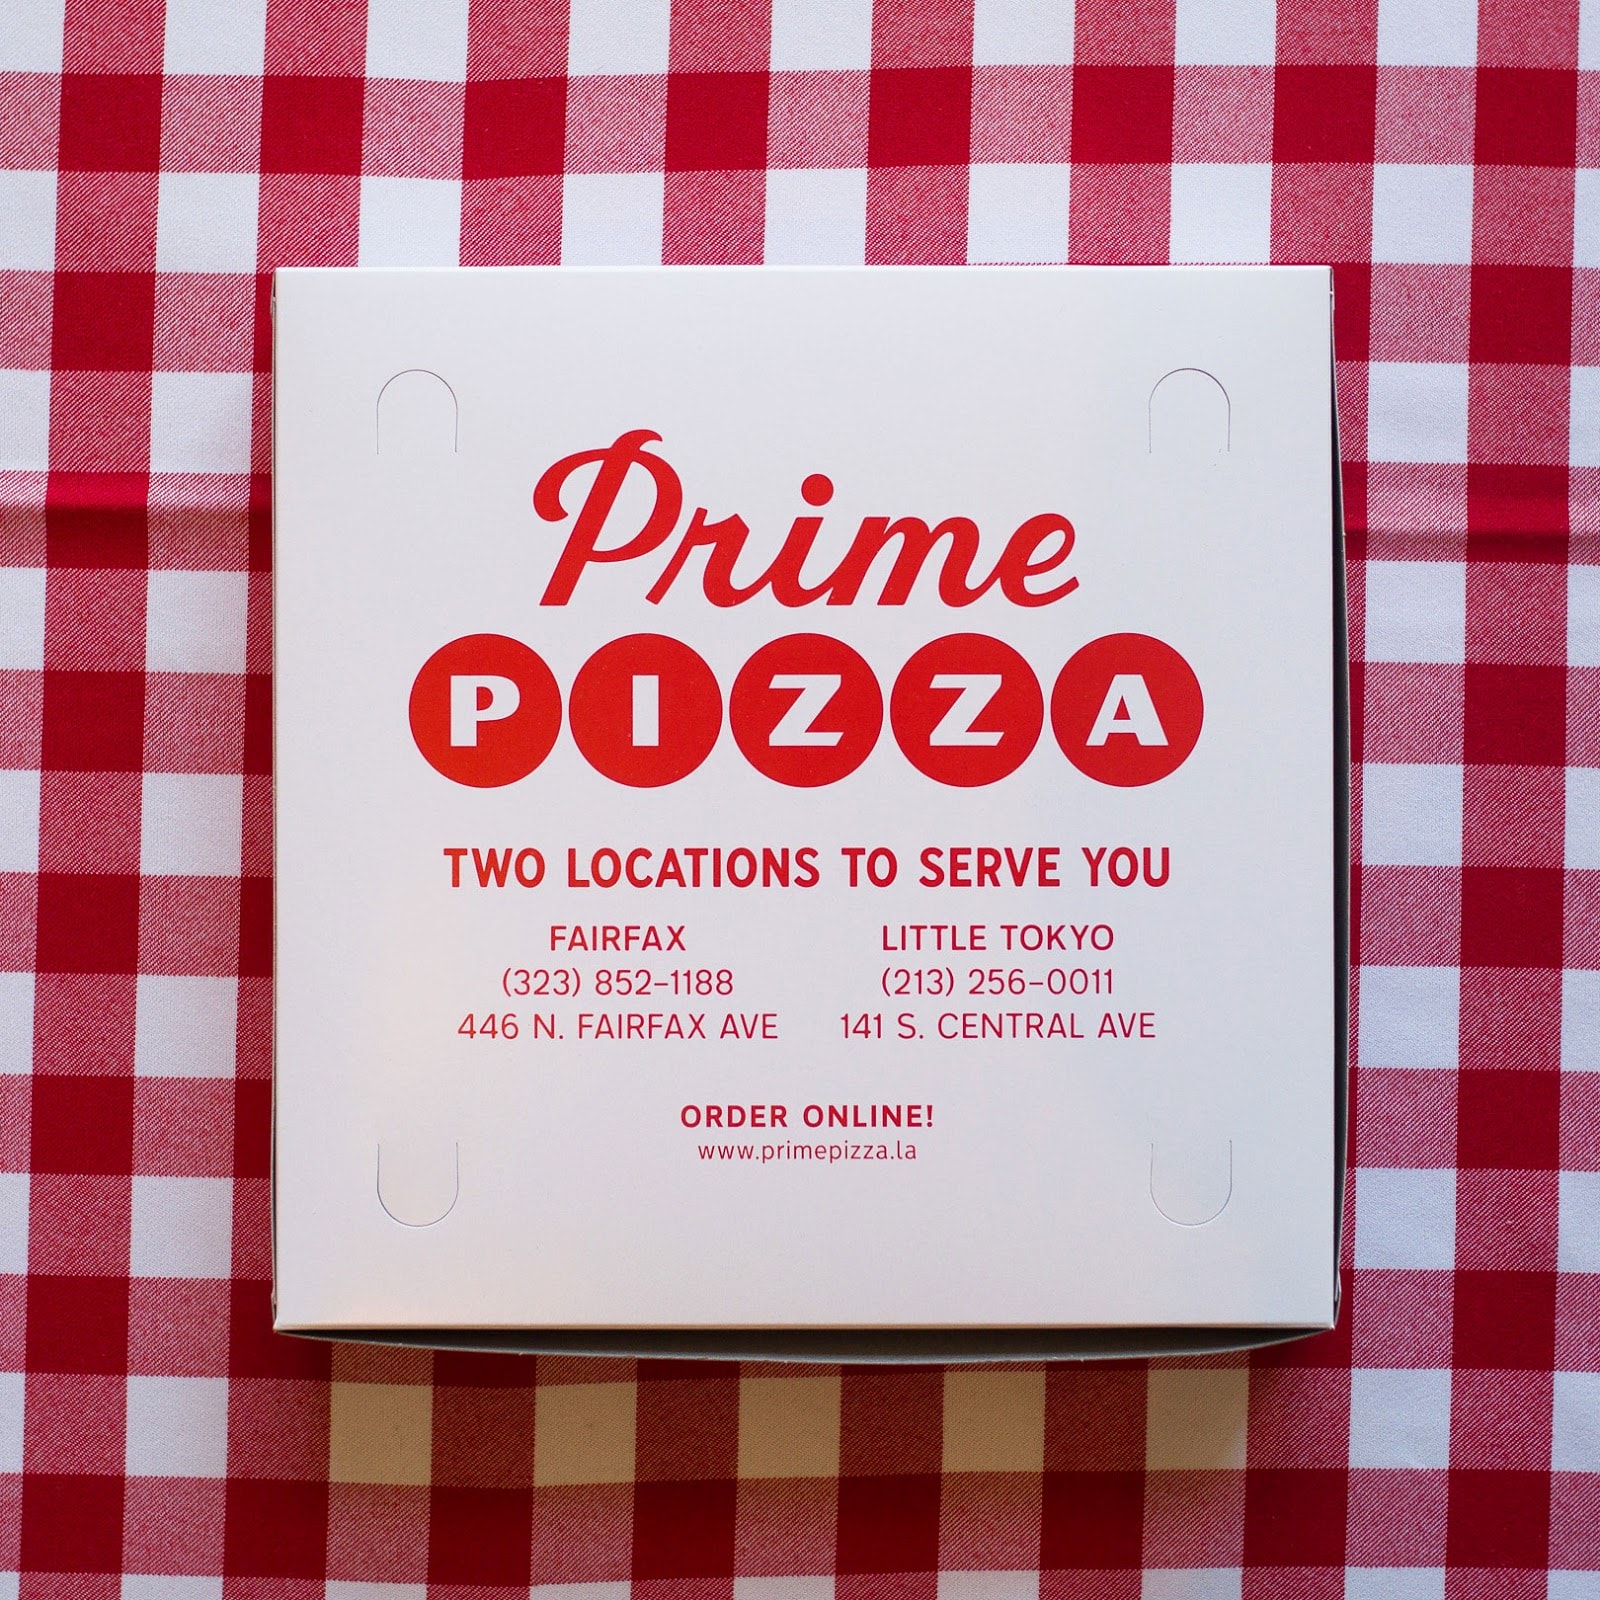 Prime
PIZZA
TWO LOCATIONS TO SERVE YOU
FAIRFAX
(323) 852-1188
446 N. FAIRFAX AVE
LITTLE TOKYO
(213) 256-0011
141 S. CENTRAL AVE
ORDER ONLINE!
www.primepizza.la